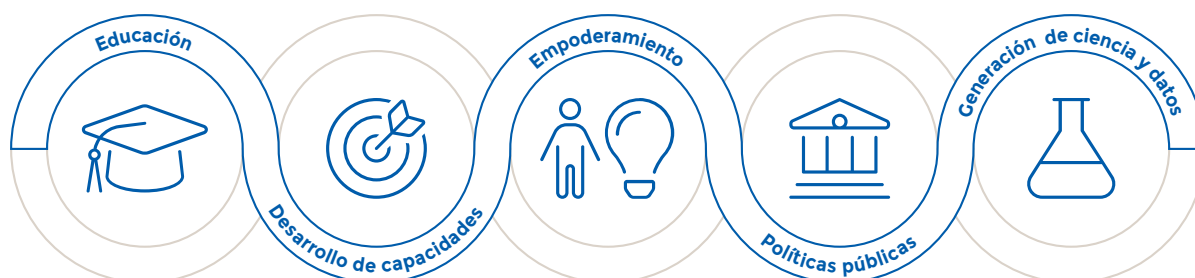 Educación
Desarrollo de capacidades
Empoderamiento
Políticas públicas
Generación de ciencia y datos